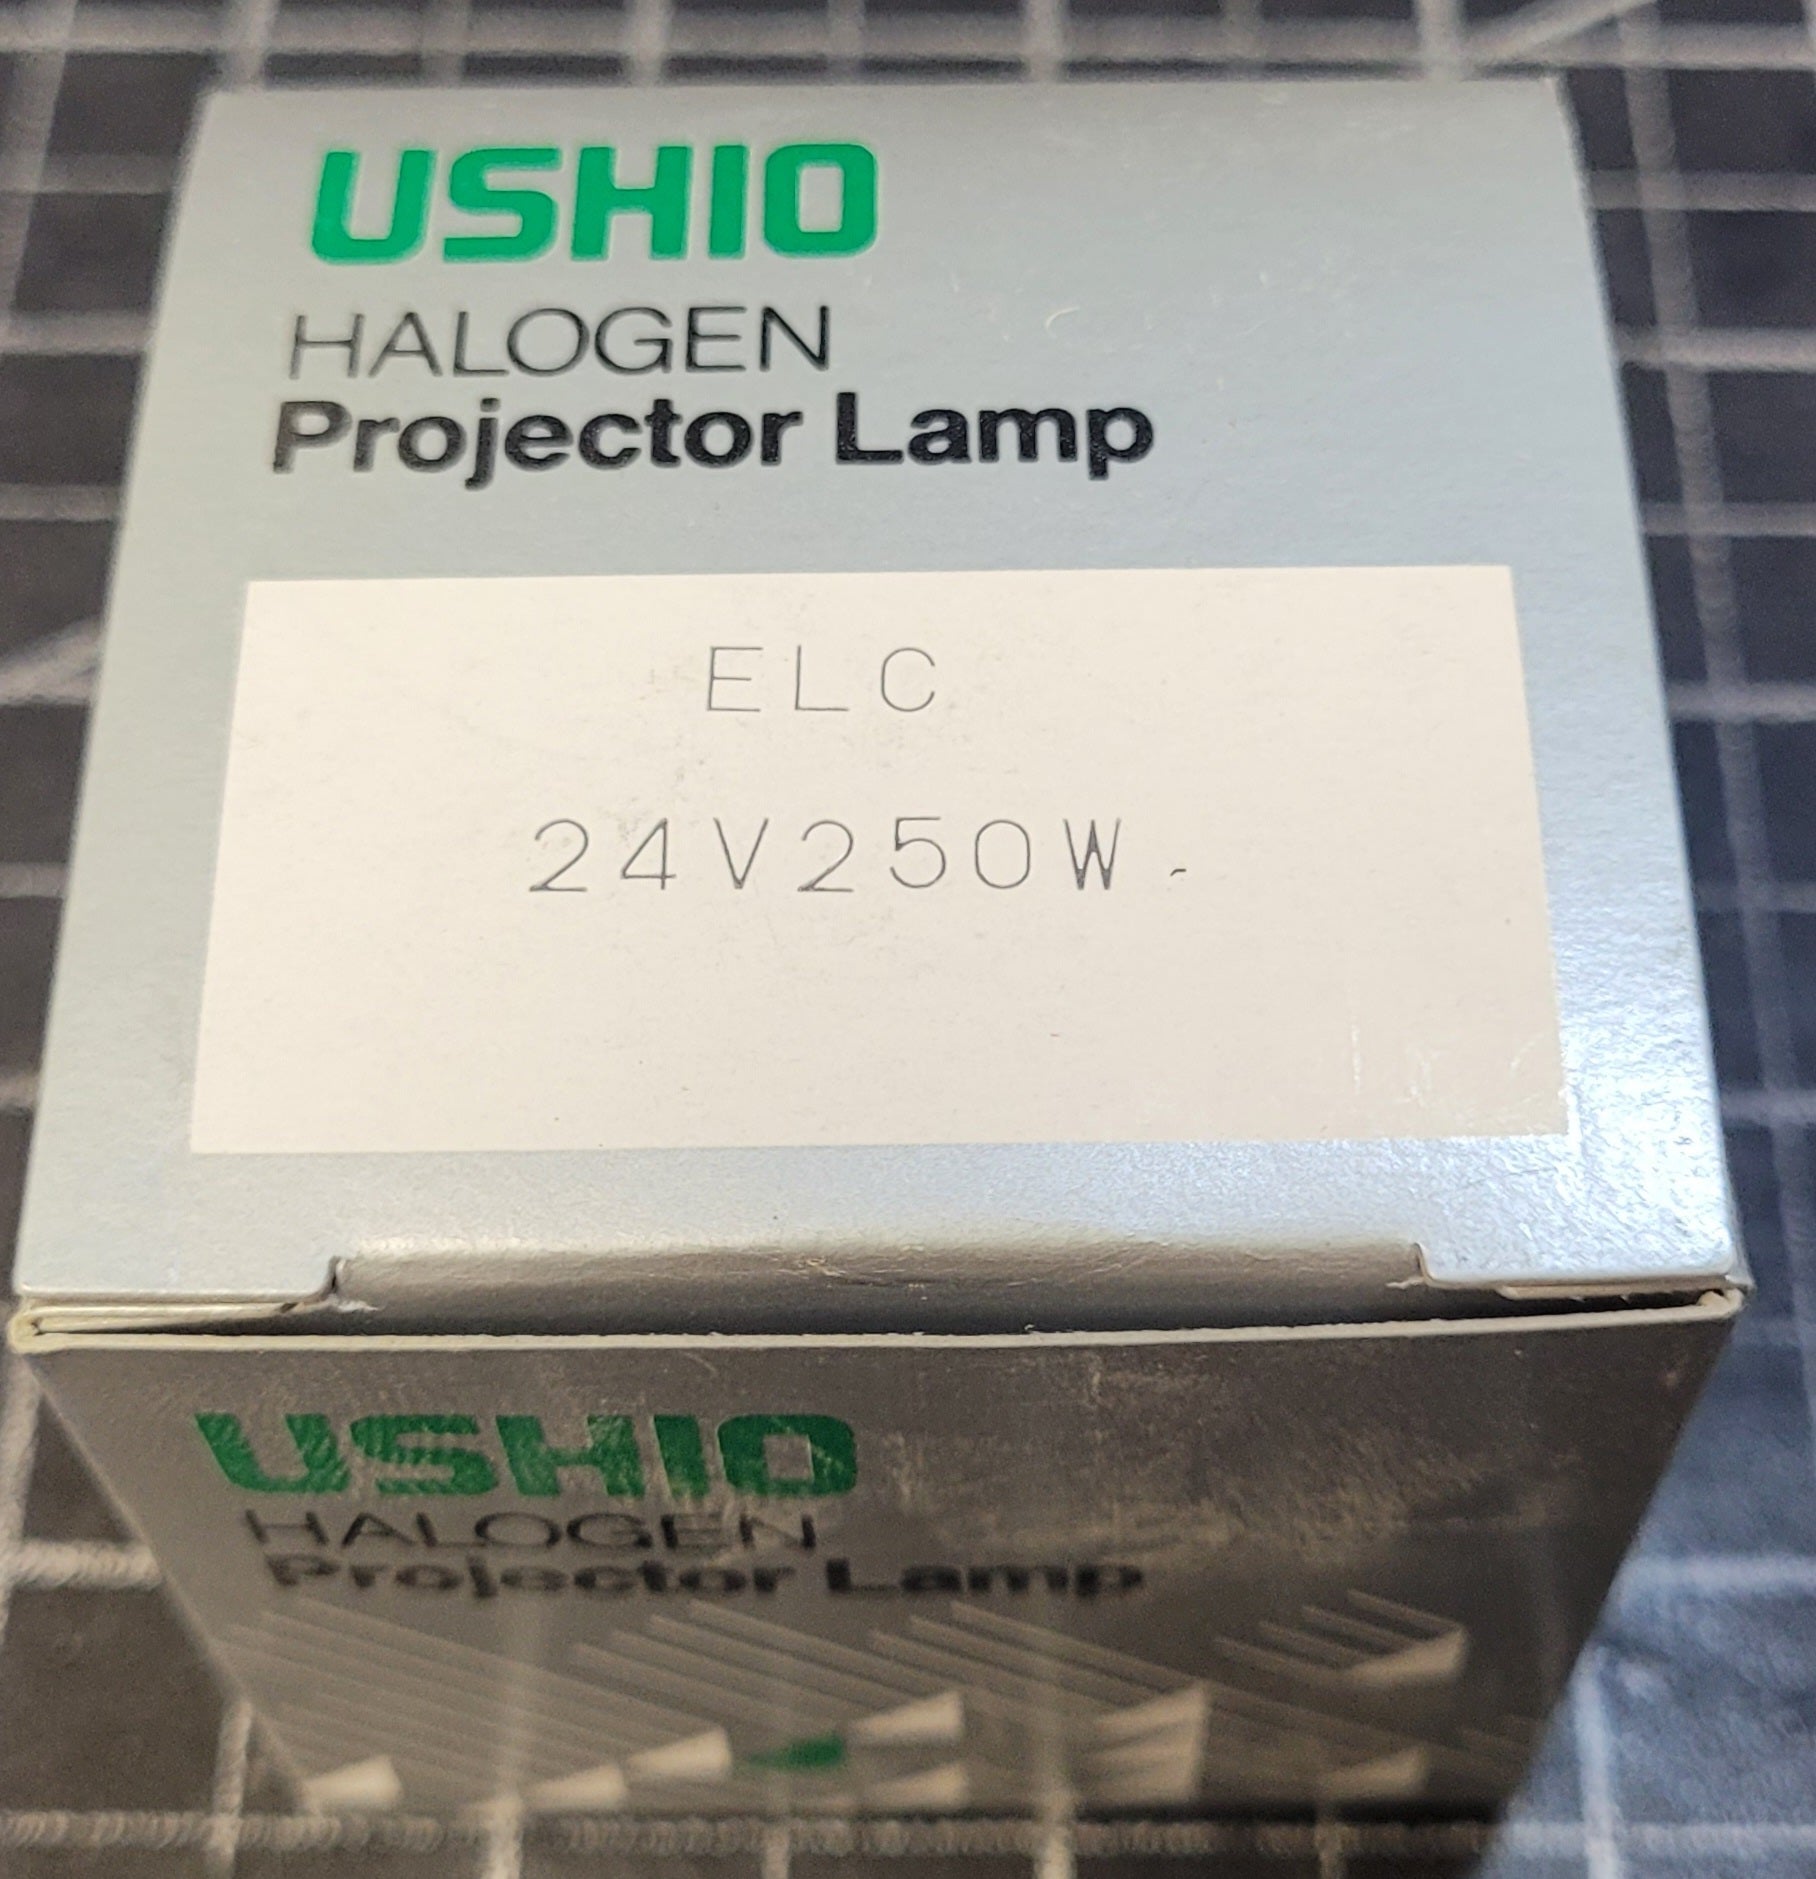 USHIO
HALOGEN
Projector Lamp
ELC
24V250W
USHIO
HALOGEN
Projector Lamp